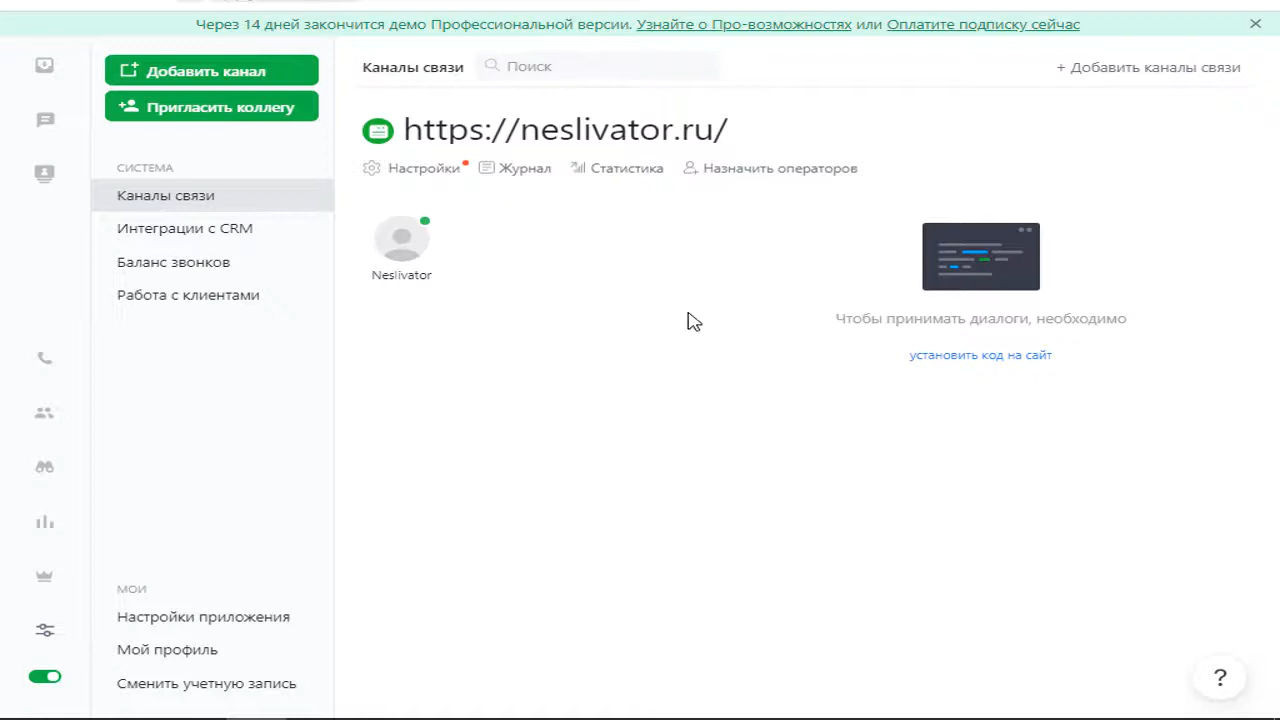 Через 14 дней закончится демо Профессиональной версии. Узнайте о Про-возможностях или Оплатите подписку сейчас
Добавить канал
Пригласить коллегу
СИСТЕМА
Каналы связи
Интеграции с CRM
Баланс звонков
Работа с клиентами
МОИ
Настройки приложения
Мой профиль
Сменить учетную запись
Каналы связи
Поиск
+ Добавить каналы связи
https://neslivator.ru/
Настройки
Журнал
Статистика
Назначить операторов
Neslivator
Чтобы принимать диалоги, необходимо
установить код на сайт
?